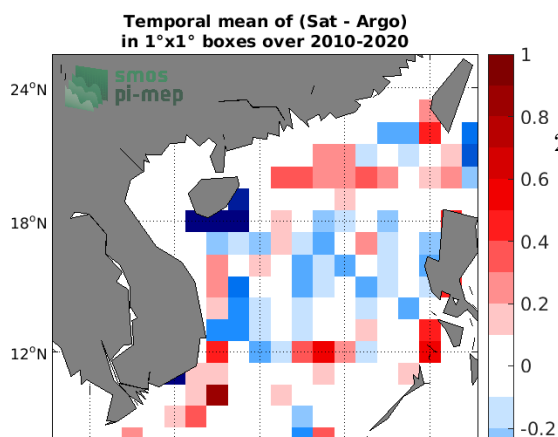 Temporal mean of (Sat - Argo)
in 1°x1° boxes over 2010-2020
smos
pi-mep
24°N
18°N
12°N
1
0.8
0.6
0.4
0.2
0
-0.2